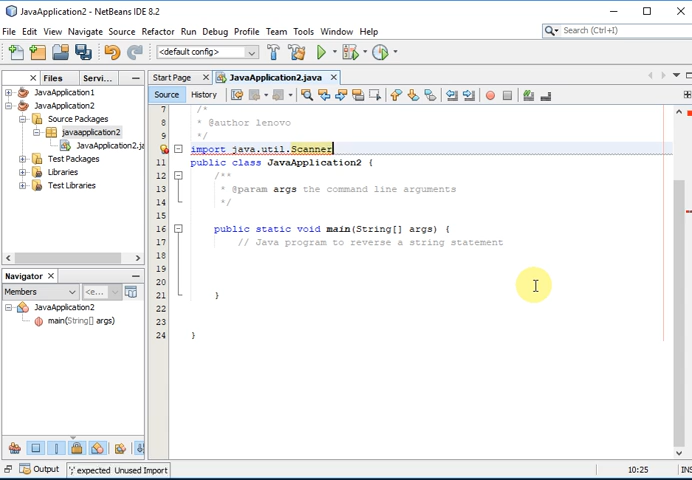 JavaApplication2 - NetBeans IDE 8.2
File Edit View Navigate Source Refactor Run Debug Profile Team Tools Window Help
Search (Ctrl+I)
<default config>
Files Servi...
Start Page
JavaApplication2.java
JavaApplication1
JavaApplication2
Source Packages
javaapplication2
JavaApplication2.ja
Test Packages
Libraries
Test Libraries
Source History
7 /*
8 * @author lenovo
9 */
10 import java.util.Scanner
11 public class JavaApplication2 {
12 /**
13 * @param args the command line arguments
14 */
15
16 public static void main(String[] args) {
17 // Java program to reverse a string statement
18
19
20
21 }
22
23
24 }
Navigator
Members <e...
JavaApplication2
main(String[] args)
Output
';' expected Unused Import
10:25 INS